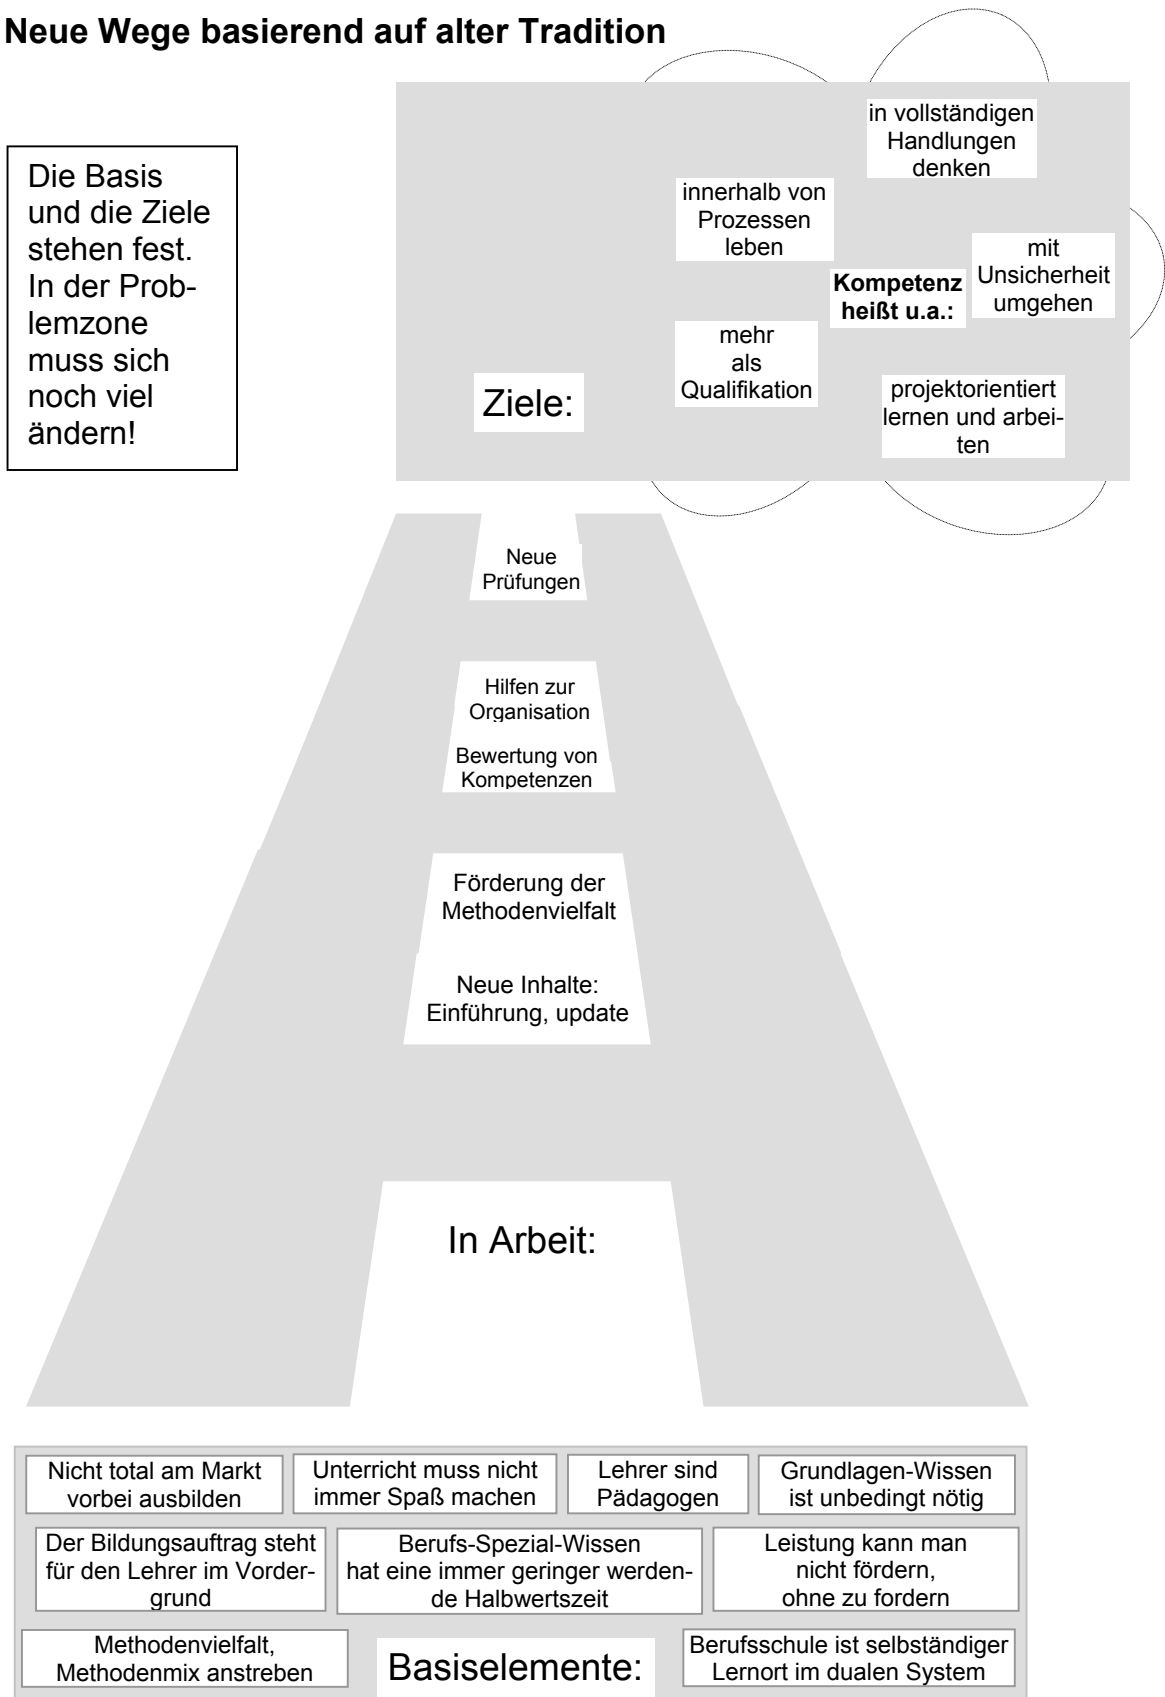 Neue Wege basierend auf alter Tradition
Die Basis
und die Ziele
stehen fest.
In der Prob-
lemzone
muss sich
noch viel
ändern!
in vollständigen
Handlungen
denken
innerhalb von
Prozessen
leben
mit
Unsicherheit
umgehen
Kompetenz
heißt u.a.:
mehr
als
Qualifikation
Ziele:
projektorientiert
lernen und arbei-
ten
Neue
Prüfungen
Hilfen zur
Organisation
Bewertung von
Kompetenzen
Förderung der
Methodenvielfalt
Neue Inhalte:
Einführung, update
In Arbeit:
Nicht total am Markt
vorbei ausbilden
Unterricht muss nicht
immer Spaß machen
Lehrer sind
Pädagogen
Grundlagen-Wissen
ist unbedingt nötig
Der Bildungsauftrag steht
für den Lehrer im Vorder-
grund
Berufs-Spezial-Wissen
hat eine immer geringer werden-
de Halbwertszeit
Leistung kann man
nicht fördern,
ohne zu fordern
Methodenvielfalt,
Methodenmix anstreben
Basiselemente:
Berufsschule ist selbständiger
Lernort im dualen System